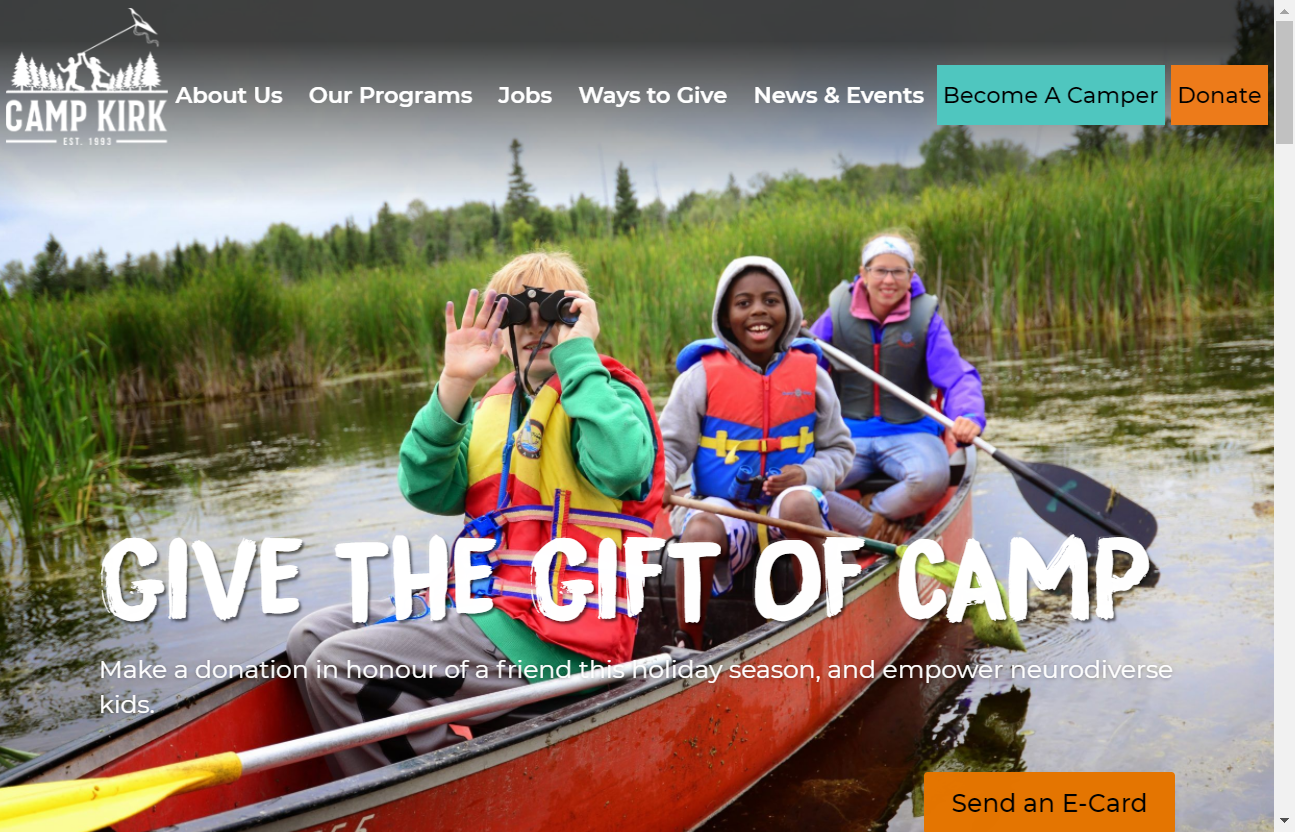 CAMP KIRK
EST. 1993
About Us
Our Programs
Jobs
Ways to Give
News & Events
Become A Camper
Donate
GIVE THE GIFT OF CAMP
Make a donation in honour of a friend this holiday season, and empower neurodiverse
kids.
Send an E-Card